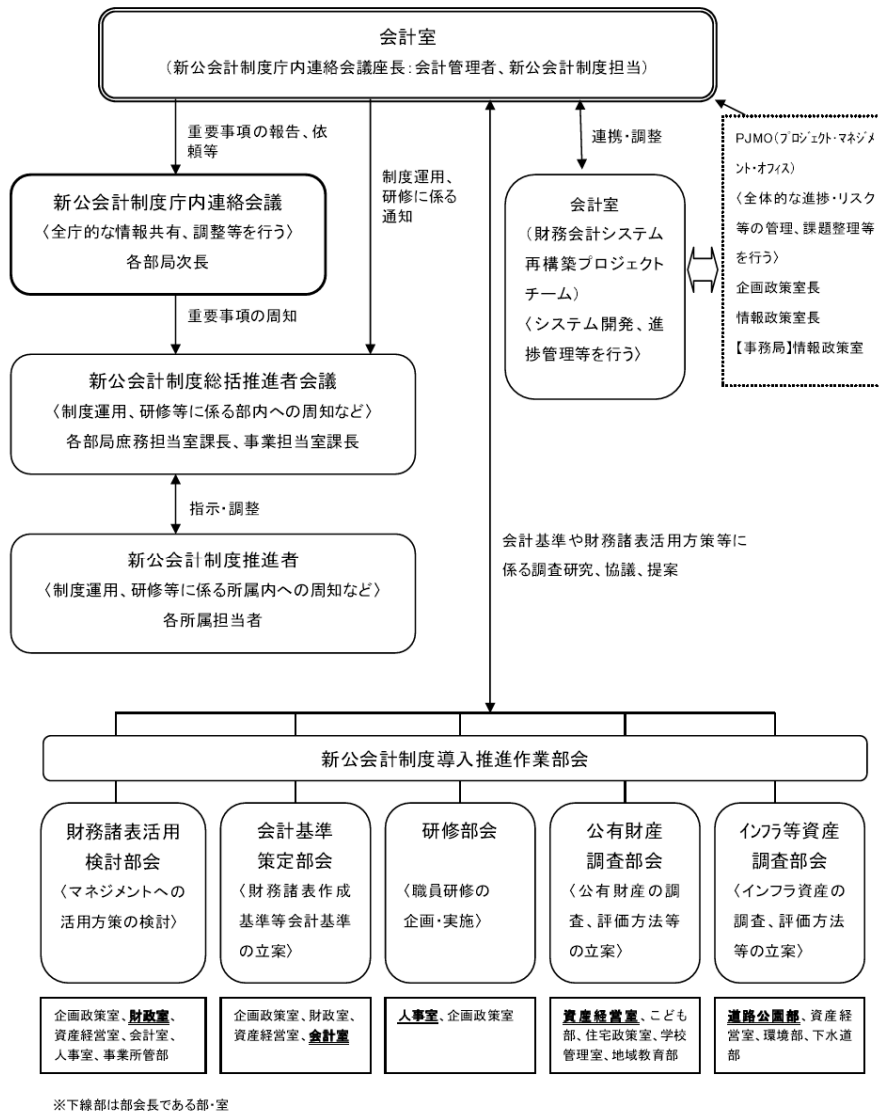 会計室
（新公会計制度庁内連絡会議座長：会計管理者、新公会計制度担当）
重要事項の報告、依
頼等
制度運用、
研修に係る
通知
連携・調整
PJMO（プロジェクト・マネジメ
ント・オフィス）
〈全体的な進捗・リスク
等の管理、課題整理等
を行う〉
企画政策室長
情報政策室長
【事務局】情報政策室
新公会計制度庁内連絡会議
〈全庁的な情報共有、調整等を行う〉
各部局次長
会計室
（財務会計システム
再構築プロジェクト
チーム）
〈システム開発、進
捗管理等を行う〉
重要事項の周知
新公会計制度総括推進者会議
〈制度運用、研修等に係る部内への周知など〉
各部局庶務担当室課長、事業担当室課長
指示・調整
新公会計制度推進者
〈制度運用、研修等に係る所属内への周知など〉
各所属担当者
会計基準や財務諸表活用方策等に
係る調査研究、協議、提案
新公会計制度導入推進作業部会
財務諸表活用
検討部会
〈マネジメントへの
活用方策の検討〉
会計基準
策定部会
〈財務諸表作成
基準等会計基準
の立案〉
研修部会
〈職員研修の
企画・実施〉
公有財産
調査部会
〈公有財産の調
査、評価方法等
の立案〉
インフラ等資産
調査部会
〈インフラ資産の
調査、評価方法
等の立案〉
企画政策室、財政室、
資産経営室、会計室、
人事室、事業所管部
企画政策室、財政室、
資産経営室、会計室
人事室、企画政策室
資産経営室、こども
部、住宅政策室、学校
管理室、地域教育部
道路公園部、資産経
営室、環境部、下水道
部
※下線部は部会長である部・室